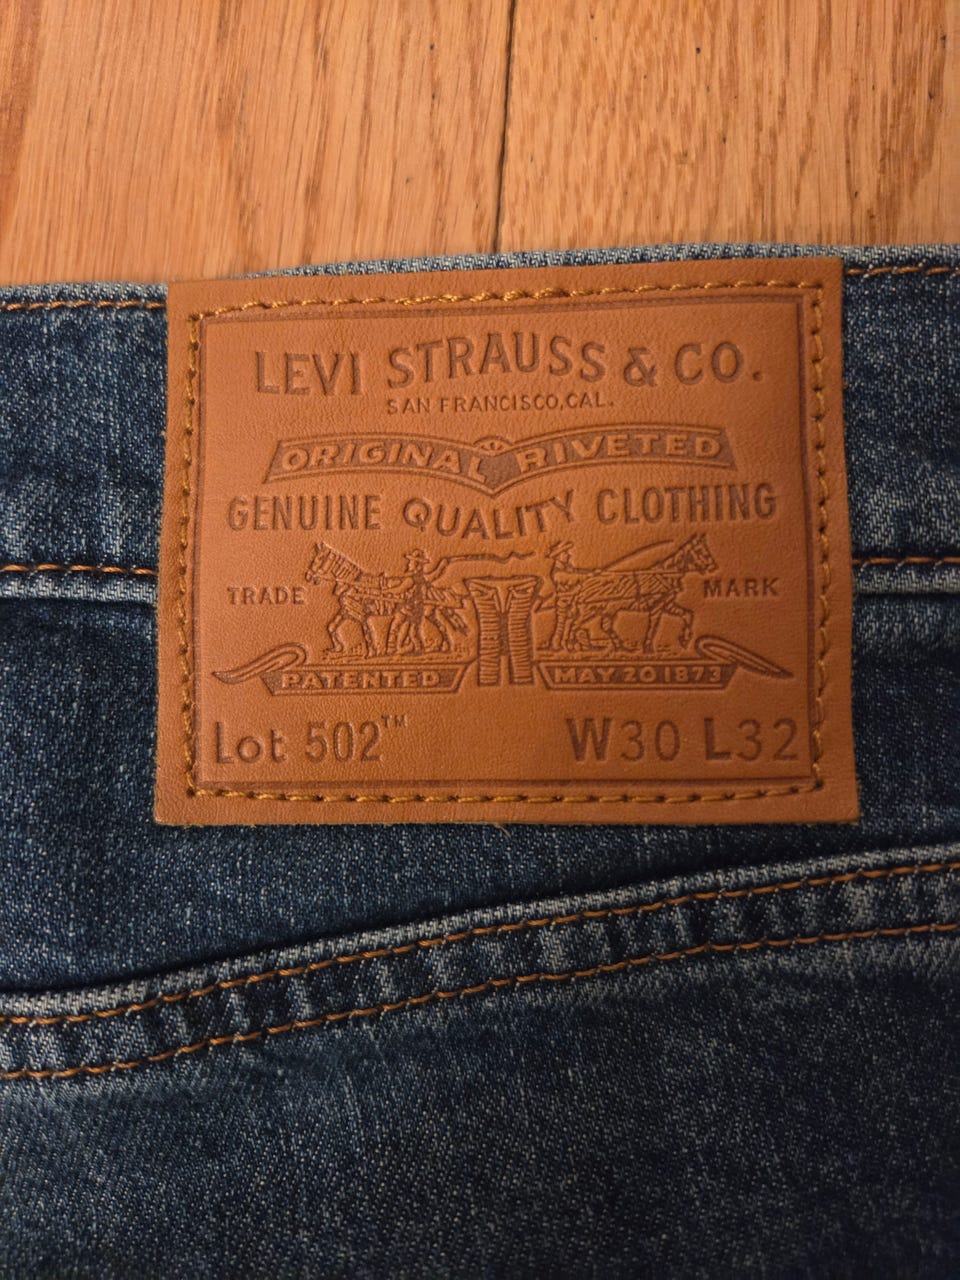 LEVI STRAUSS & CO.
SAN FRANCISCO, CAL.
ORIGINAL RIVETED
GENUINE QUALITY CLOTHING
TRADE MARK
PATENTED MAY 20 1873
Lot 502™ W30 L32